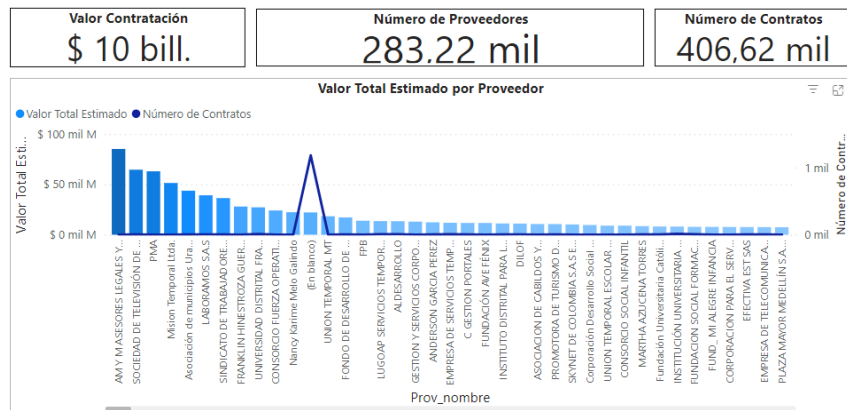 Valor Contratación
$ 10 bill.
Número de Proveedores
283,22 mil
Número de Contratos
406,62 mil
Valor Total Estimado por Proveedor
Valor Total Estimado Número de Contratos
Valor Total Esti...
$ 100 mil M
$ 50 mil M
$ 0 mil M
1 mil
0 mil
Número de Contr...
AM Y M ASESORES LEGALES Y...
SOCIEDAD DE TELEVISIÓN DE ...
PMA
Mision Temporal Ltda.
Asociación de municipios Ura...
LABORAMOS S.A.S
SINDICATO DE TRABAJADORE...
FRANKLIN HINESTROZA GUER...
UNIVERSIDAD DISTRITAL FRA...
CONSORCIO FUERZA OPERATI...
Nancy Karime Melo Galindo
(En blanco)
UNION TEMPORAL MT
FONDO DE DESARROLLO DE ...
FPB
LUGOAP SERVICIOS TEMPOR...
ALDESARROLLO
GESTION Y SERVICIOS CORPO...
ANDERSON GARCIA PEREZ
EMPRESA DE SERVICIOS TEMP...
C GESTION PORTALES
FUNDACIÓN AVE FÉNIX
INSTITUTO DISTRITAL PARA L...
DILOF
ASOCIACION DE CABILDOS Y...
PROMOTORA DE TURISMO D...
SKYNET DE COLOMBIA S.A.S E...
Corporación Desarrollo Social ...
UNION TEMPORAL ESCOLAR ...
CONSORCIO SOCIAL INFANTIL
MARTHA AZUCENA TORRES
Fundación Universitaria Católi...
INSTITUCIÓN UNIVERSITARIA ...
FUNDACION SOCIAL FORMAC...
FUND_ MI ALEGRE INFANCIA
CORPORACION PARA EL SERV...
EFECTIVA EST SAS
EMPRESA DE TELECOMUNICA...
PLAZA MAYOR MEDELLÍN S.A.
Prov_nombre